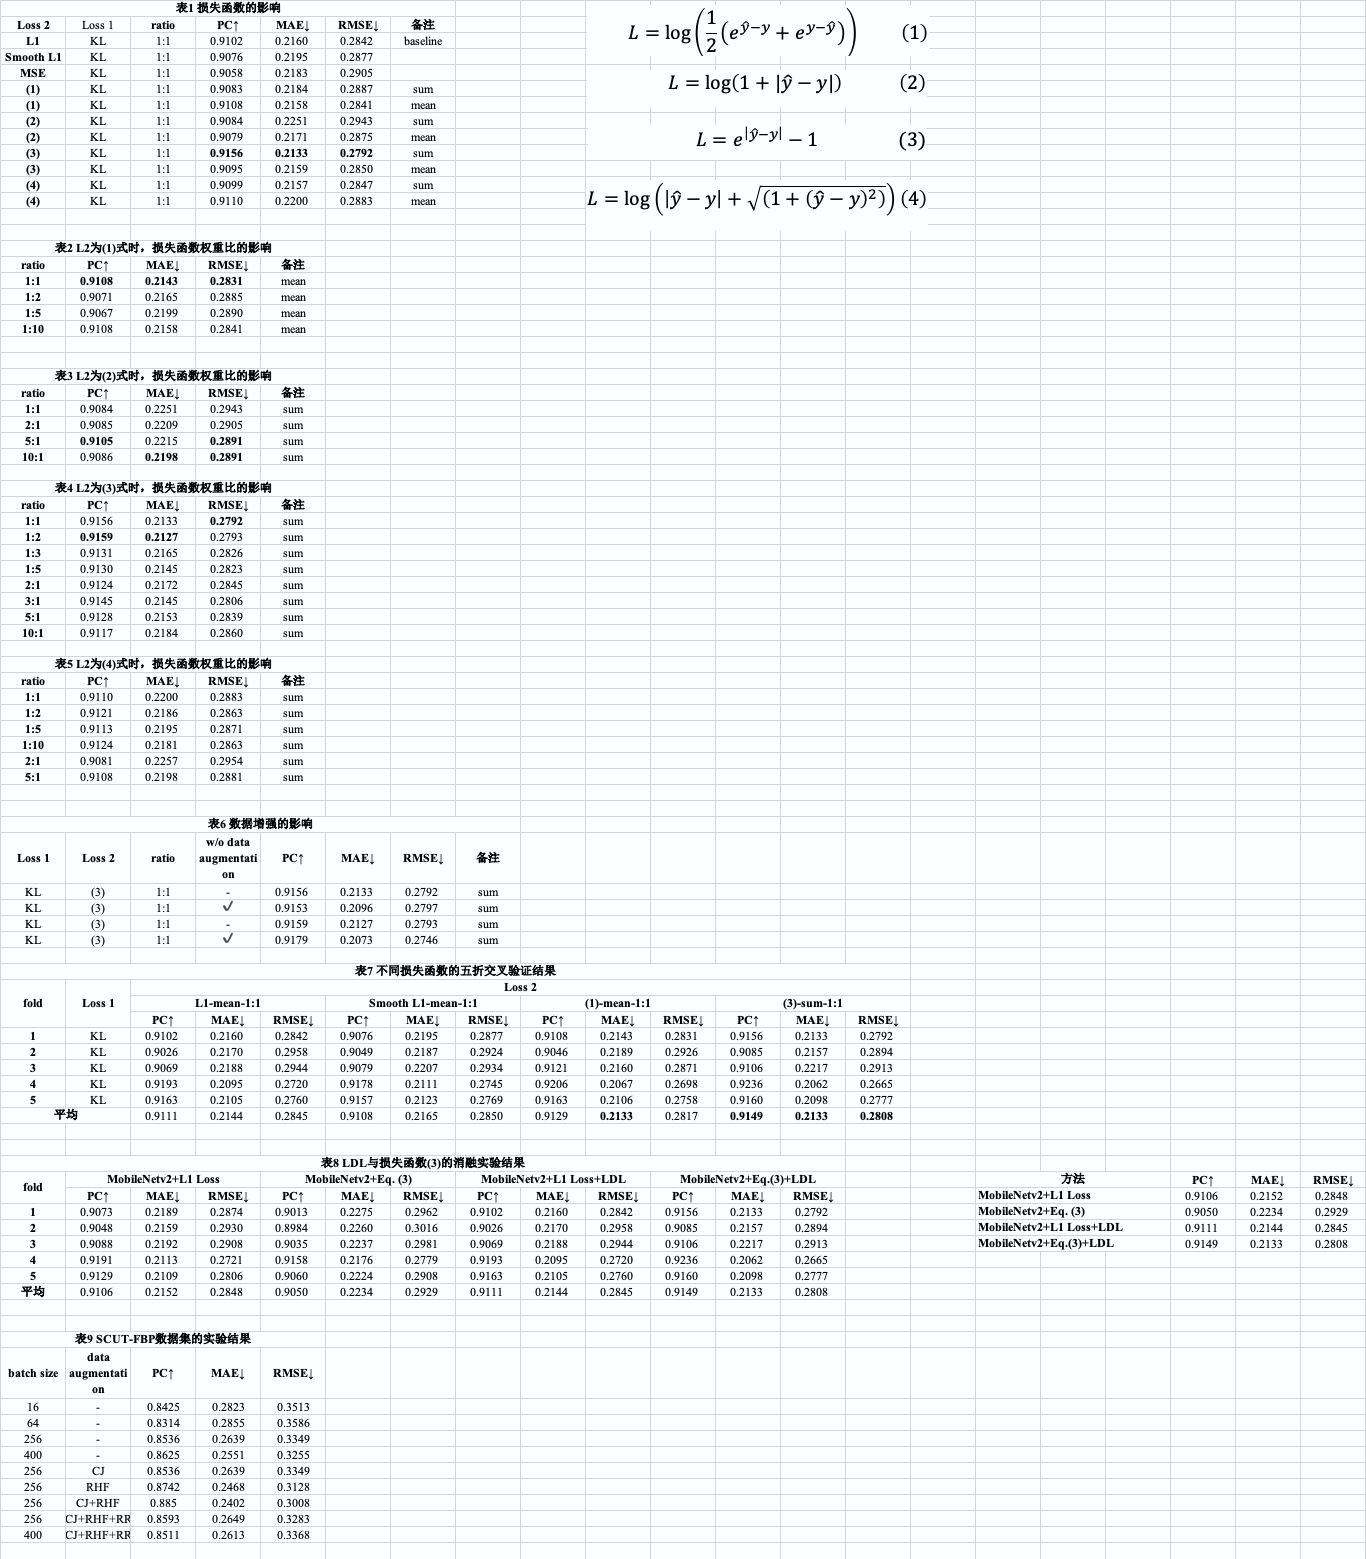 表1 损失函数的影响
Loss 2 Loss 1 ratio PC↑ MAE↓ RMSE↓ 备注
L1 KL 1:1 0.9102 0.2160 0.2842 baseline
Smooth L1 KL 1:1 0.9076 0.2195 0.2877
MSE KL 1:1 0.9058 0.2183 0.2905
(1) KL 1:1 0.9083 0.2184 0.2887 sum
(1) KL 1:1 0.9108 0.2158 0.2841 mean
(2) KL 1:1 0.9084 0.2251 0.2943 sum
(2) KL 1:1 0.9079 0.2171 0.2875 mean
(3) KL 1:1 0.9156 0.2133 0.2792 sum
(3) KL 1:1 0.9095 0.2159 0.2850 mean
(4) KL 1:1 0.9099 0.2157 0.2847 sum
(4) KL 1:1 0.9110 0.2200 0.2883 mean
L = log(1/2(e^{ŷ−y} + e^{y−ŷ})) (1)
L = log(1 + |ŷ − y|) (2)
L = e^{|ŷ−y|} − 1 (3)
L = log(|ŷ − y| + √(1 + (ŷ − y)²)) (4)
表2 L2为(1)式时，损失函数权重比的影响
ratio PC↑ MAE↓ RMSE↓ 备注
1:1 0.9108 0.2143 0.2831 mean
1:2 0.9071 0.2165 0.2885 mean
1:5 0.9067 0.2199 0.2890 mean
1:10 0.9108 0.2158 0.2841 mean
表3 L2为(2)式时，损失函数权重比的影响
ratio PC↑ MAE↓ RMSE↓ 备注
1:1 0.9084 0.2251 0.2943 sum
2:1 0.9085 0.2209 0.2905 sum
5:1 0.9105 0.2215 0.2891 sum
10:1 0.9086 0.2198 0.2891 sum
表4 L2为(3)式时，损失函数权重比的影响
ratio PC↑ MAE↓ RMSE↓ 备注
1:1 0.9156 0.2133 0.2792 sum
1:2 0.9159 0.2127 0.2793 sum
1:3 0.9131 0.2165 0.2826 sum
1:5 0.9130 0.2145 0.2823 sum
2:1 0.9124 0.2172 0.2845 sum
3:1 0.9145 0.2145 0.2806 sum
5:1 0.9128 0.2153 0.2839 sum
10:1 0.9117 0.2184 0.2860 sum
表5 L2为(4)式时，损失函数权重比的影响
ratio PC↑ MAE↓ RMSE↓ 备注
1:1 0.9110 0.2200 0.2883 sum
1:2 0.9121 0.2186 0.2863 sum
1:5 0.9113 0.2195 0.2871 sum
1:10 0.9124 0.2181 0.2863 sum
2:1 0.9081 0.2257 0.2954 sum
5:1 0.9108 0.2198 0.2881 sum
表6 数据增强的影响
w/o data
Loss 1 Loss 2 ratio augmentati PC↑ MAE↓ RMSE↓ 备注
on
KL (3) 1:1 - 0.9156 0.2133 0.2792 sum
KL (3) 1:1 ✓ 0.9153 0.2096 0.2797 sum
KL (3) 1:1 - 0.9159 0.2127 0.2793 sum
KL (3) 1:1 ✓ 0.9179 0.2073 0.2746 sum
表7 不同损失函数的五折交叉验证结果
Loss 2
fold Loss 1 L1-mean-1:1 Smooth L1-mean-1:1 (1)-mean-1:1 (3)-sum-1:1
PC↑ MAE↓ RMSE↓ PC↑ MAE↓ RMSE↓ PC↑ MAE↓ RMSE↓ PC↑ MAE↓ RMSE↓
1 KL 0.9102 0.2160 0.2842 0.9076 0.2195 0.2877 0.9108 0.2143 0.2831 0.9156 0.2133 0.2792
2 KL 0.9026 0.2170 0.2958 0.9049 0.2187 0.2924 0.9046 0.2189 0.2926 0.9085 0.2157 0.2894
3 KL 0.9069 0.2188 0.2944 0.9079 0.2207 0.2934 0.9121 0.2160 0.2871 0.9106 0.2217 0.2913
4 KL 0.9193 0.2095 0.2720 0.9178 0.2111 0.2745 0.9206 0.2067 0.2698 0.9236 0.2062 0.2665
5 KL 0.9163 0.2105 0.2760 0.9157 0.2123 0.2769 0.9163 0.2106 0.2758 0.9160 0.2098 0.2777
平均 0.9111 0.2144 0.2845 0.9108 0.2165 0.2850 0.9129 0.2133 0.2817 0.9149 0.2133 0.2808
表8 LDL与损失函数(3)的消融实验结果
fold MobileNetv2+L1 Loss MobileNetv2+Eq. (3) MobileNetv2+L1 Loss+LDL MobileNetv2+Eq.(3)+LDL
PC↑ MAE↓ RMSE↓ PC↑ MAE↓ RMSE↓ PC↑ MAE↓ RMSE↓ PC↑ MAE↓ RMSE↓
1 0.9073 0.2189 0.2874 0.9013 0.2275 0.2962 0.9102 0.2160 0.2842 0.9156 0.2133 0.2792
2 0.9048 0.2159 0.2930 0.8984 0.2260 0.3016 0.9026 0.2170 0.2958 0.9085 0.2157 0.2894
3 0.9088 0.2192 0.2908 0.9035 0.2237 0.2981 0.9069 0.2188 0.2944 0.9106 0.2217 0.2913
4 0.9191 0.2113 0.2721 0.9158 0.2176 0.2779 0.9193 0.2095 0.2720 0.9236 0.2062 0.2665
5 0.9129 0.2109 0.2806 0.9060 0.2224 0.2908 0.9163 0.2105 0.2760 0.9160 0.2098 0.2777
平均 0.9106 0.2152 0.2848 0.9050 0.2234 0.2929 0.9111 0.2144 0.2845 0.9149 0.2133 0.2808
方法 PC↑ MAE↓ RMSE↓
MobileNetv2+L1 Loss 0.9106 0.2152 0.2848
MobileNetv2+Eq. (3) 0.9050 0.2234 0.2929
MobileNetv2+L1 Loss+LDL 0.9111 0.2144 0.2845
MobileNetv2+Eq.(3)+LDL 0.9149 0.2133 0.2808
表9 SCUT-FBP数据集的实验结果
data
batch size augmentati PC↑ MAE↓ RMSE↓
on
16 - 0.8425 0.2823 0.3513
64 - 0.8314 0.2855 0.3586
256 - 0.8536 0.2639 0.3349
400 - 0.8625 0.2551 0.3255
256 CJ 0.8536 0.2639 0.3349
256 RHF 0.8742 0.2468 0.3128
256 CJ+RHF 0.885 0.2402 0.3008
256 CJ+RHF+RR 0.8593 0.2649 0.3283
400 CJ+RHF+RR 0.8511 0.2613 0.3368